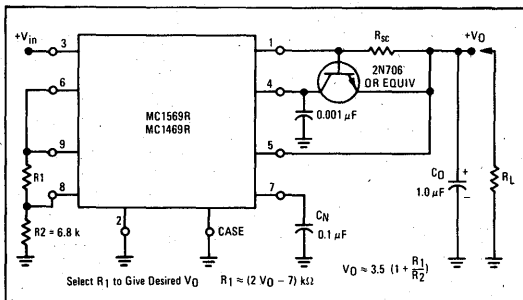 +Vin
3
1
RSC
+VO
6
MC1569R
MC1469R
4
2N706
OR EQUIV
0.001 µF
9
5
R1
8
7
CO
+
1.0 µF
−
RL
CN
0.1 µF
R2 = 6.8 k
2
CASE
Select R1 to Give Desired VO R1 ≈ (2 VO − 7) kΩ
VO ≈ 3.5 (1 + R1/R2)